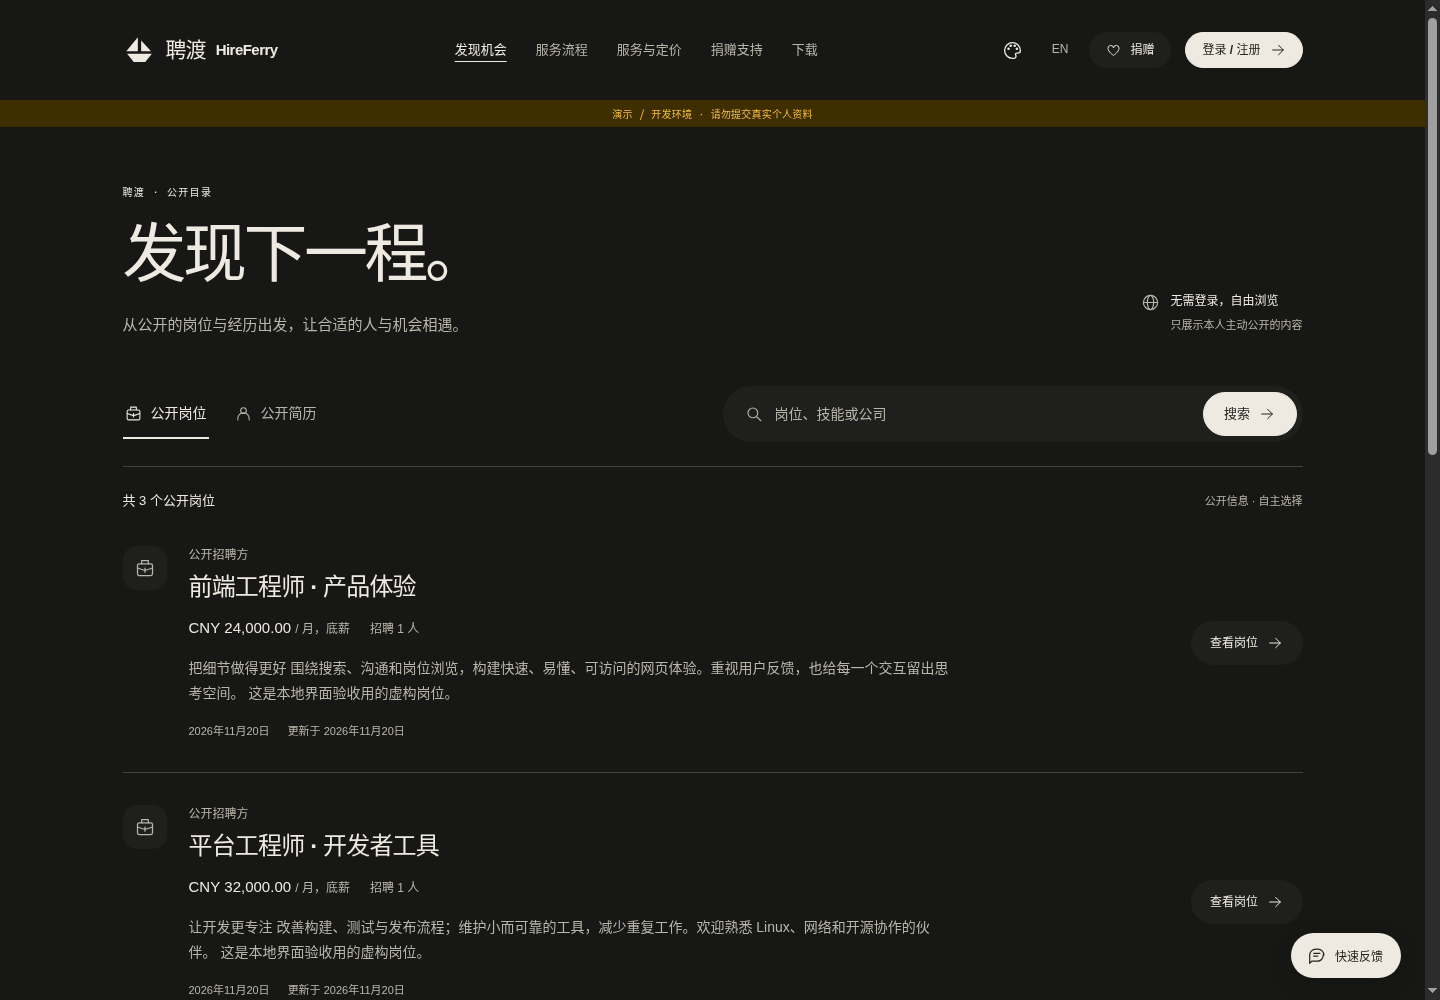 聘渡 HireFerry
发现机会 服务流程 服务与定价 捐赠支持 下载
EN 捐赠 登录 / 注册
演示 / 开发环境 · 请勿提交真实个人资料
聘渡 · 公开目录
发现下一程。
从公开的岗位与经历出发，让合适的人与机会相遇。
无需登录，自由浏览
只展示本人主动公开的内容
公开岗位 公开简历
岗位、技能或公司 搜索
共 3 个公开岗位
公开信息 · 自主选择
公开招聘方
前端工程师 · 产品体验
CNY 24,000.00 / 月，底薪 招聘 1 人
查看岗位
把细节做得更好 围绕搜索、沟通和岗位浏览，构建快速、易懂、可访问的网页体验。重视用户反馈，也给每一个交互留出思
考空间。 这是本地界面验收用的虚构岗位。
2026年11月20日 更新于 2026年11月20日
公开招聘方
平台工程师 · 开发者工具
CNY 32,000.00 / 月，底薪 招聘 1 人
查看岗位
让开发更专注 改善构建、测试与发布流程；维护小而可靠的工具，减少重复工作。欢迎熟悉 Linux、网络和开源协作的伙
伴。 这是本地界面验收用的虚构岗位。
快速反馈
2026年11月20日 更新于 2026年11月20日